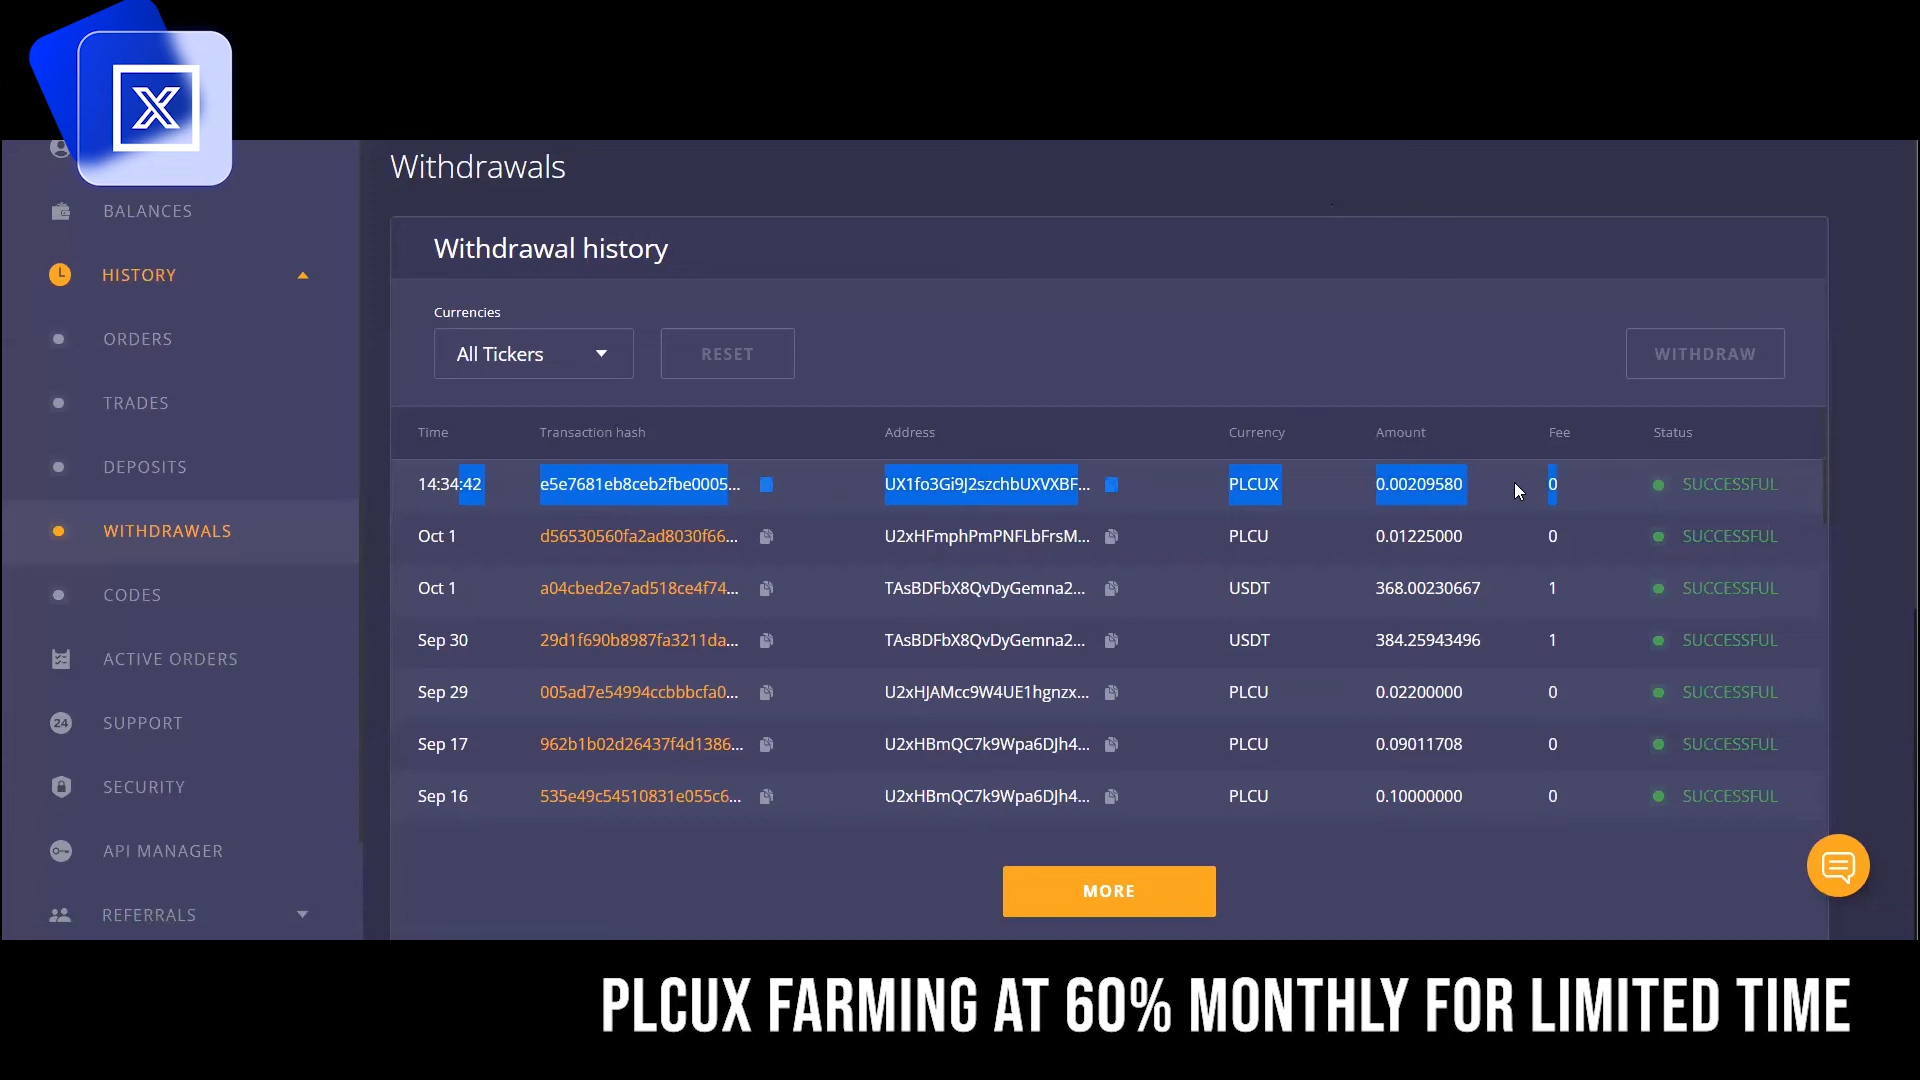 Withdrawals
BALANCES
HISTORY
ORDERS
TRADES
DEPOSITS
WITHDRAWALS
CODES
ACTIVE ORDERS
24 SUPPORT
SECURITY
API MANAGER
REFERRALS
Withdrawal history
Currencies
All Tickers RESET WITHDRAW
Time Transaction hash Address Currency Amount Fee Status
14:34:42 e5e7681eb8ceb2fbe0005... UX1fo3Gi9J2szchbUXVXBF... PLCUX 0.00209580 0 SUCCESSFUL
Oct 1 d56530560fa2ad8030f66... U2xHFmphPmPNFLbFrsM... PLCU 0.01225000 0 SUCCESSFUL
Oct 1 a04cbed2e7ad518ce4f74... TAsBDFbX8QvDyGemna2... USDT 368.00230667 1 SUCCESSFUL
Sep 30 29d1f690b8987fa3211da... TAsBDFbX8QvDyGemna2... USDT 384.25943496 1 SUCCESSFUL
Sep 29 005ad7e54994ccbbbcfa0... U2xHJAMcc9W4UE1hgnzx... PLCU 0.02200000 0 SUCCESSFUL
Sep 17 962b1b02d26437f4d1386... U2xHBmQC7k9Wpa6DJh4... PLCU 0.09011708 0 SUCCESSFUL
Sep 16 535e49c54510831e055c6... U2xHBmQC7k9Wpa6DJh4... PLCU 0.10000000 0 SUCCESSFUL
MORE
PLCUX FARMING AT 60% MONTHLY FOR LIMITED TIME